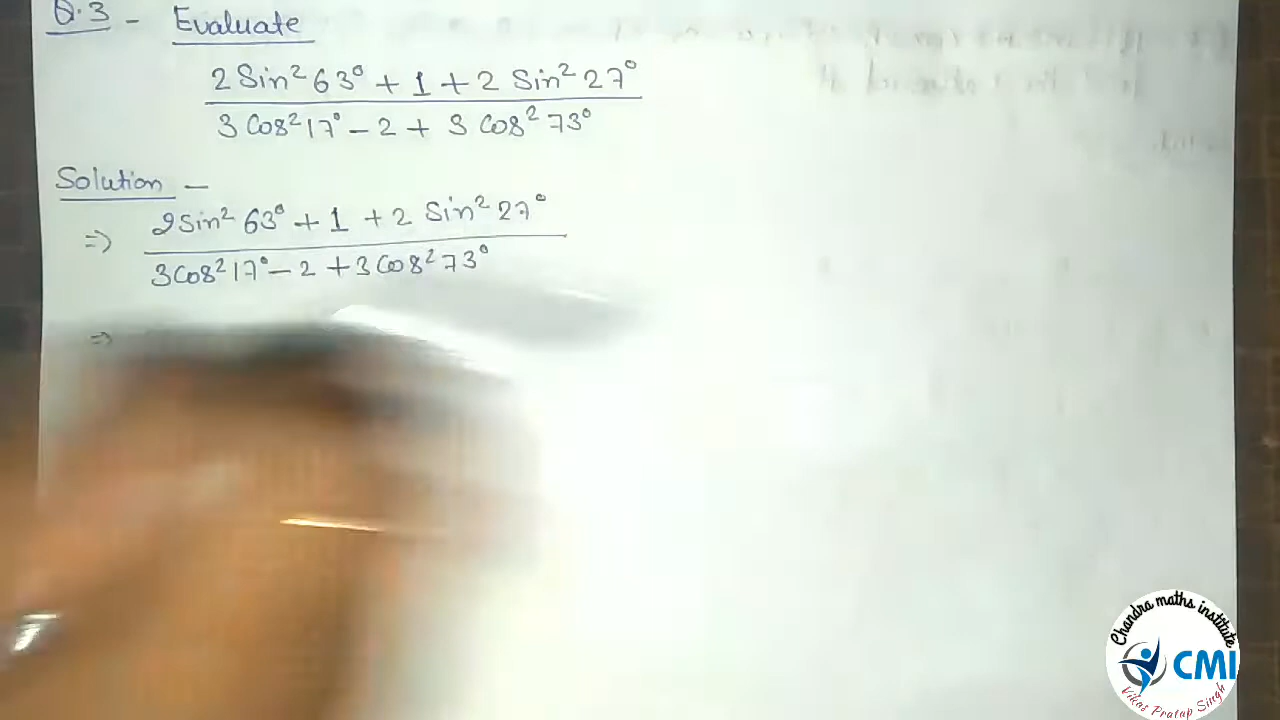 Q.3 - Evaluate
2 Sin² 63° + 1 + 2 Sin² 27°
3 Cos² 17° - 2 + 3 Cos² 73°
Solution -
⇒ 2 Sin² 63° + 1 + 2 Sin² 27°
3 Cos² 17° - 2 + 3 Cos² 73°
⇒
Chandra maths institute
CMI
Vikas Pratap Singh